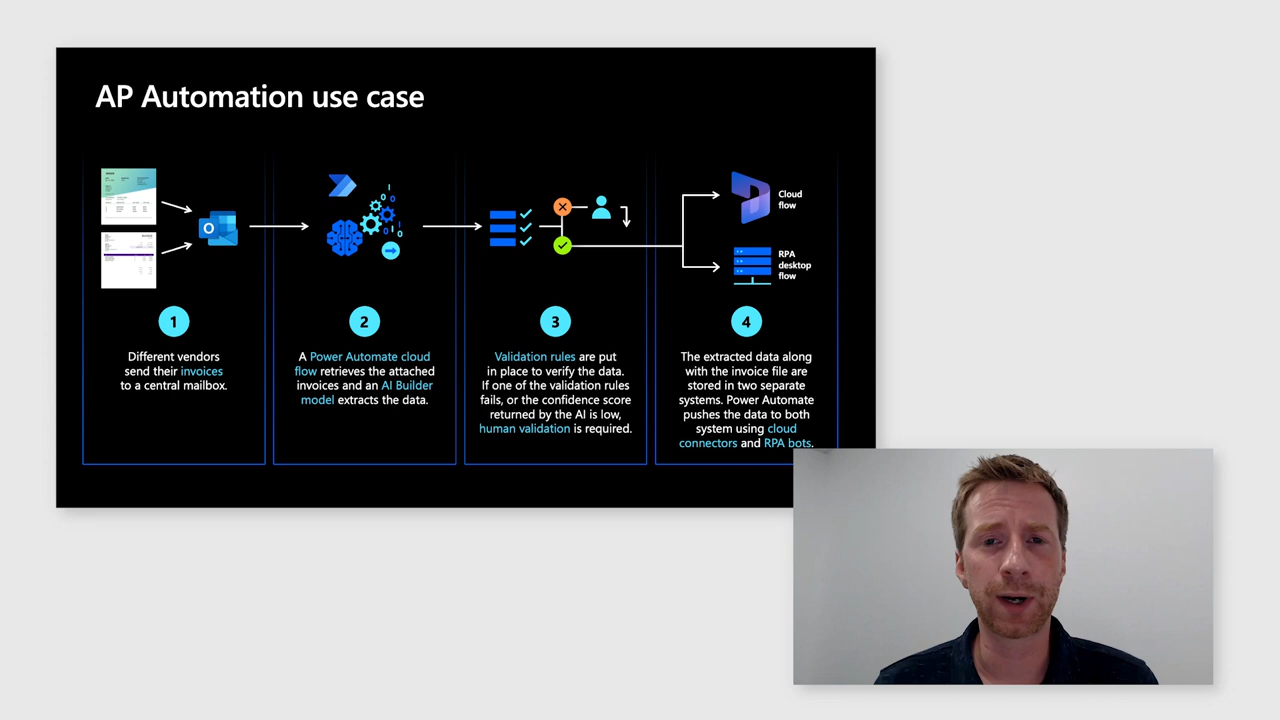 AP Automation use case
1
Different vendors
send their invoices
to a central mailbox.
2
A Power Automate cloud
flow retrieves the attached
invoices and an AI Builder
model extracts the data.
3
Validation rules are put
in place to verify the data.
If one of the validation rules
fails, or the confidence score
returned by the AI is low,
human validation is required.
Cloud
flow
RPA
desktop
flow
4
The extracted data along
with the invoice file are
stored in two separate
systems. Power Automate
pushes the data to both
system using cloud
connectors and RPA bots.